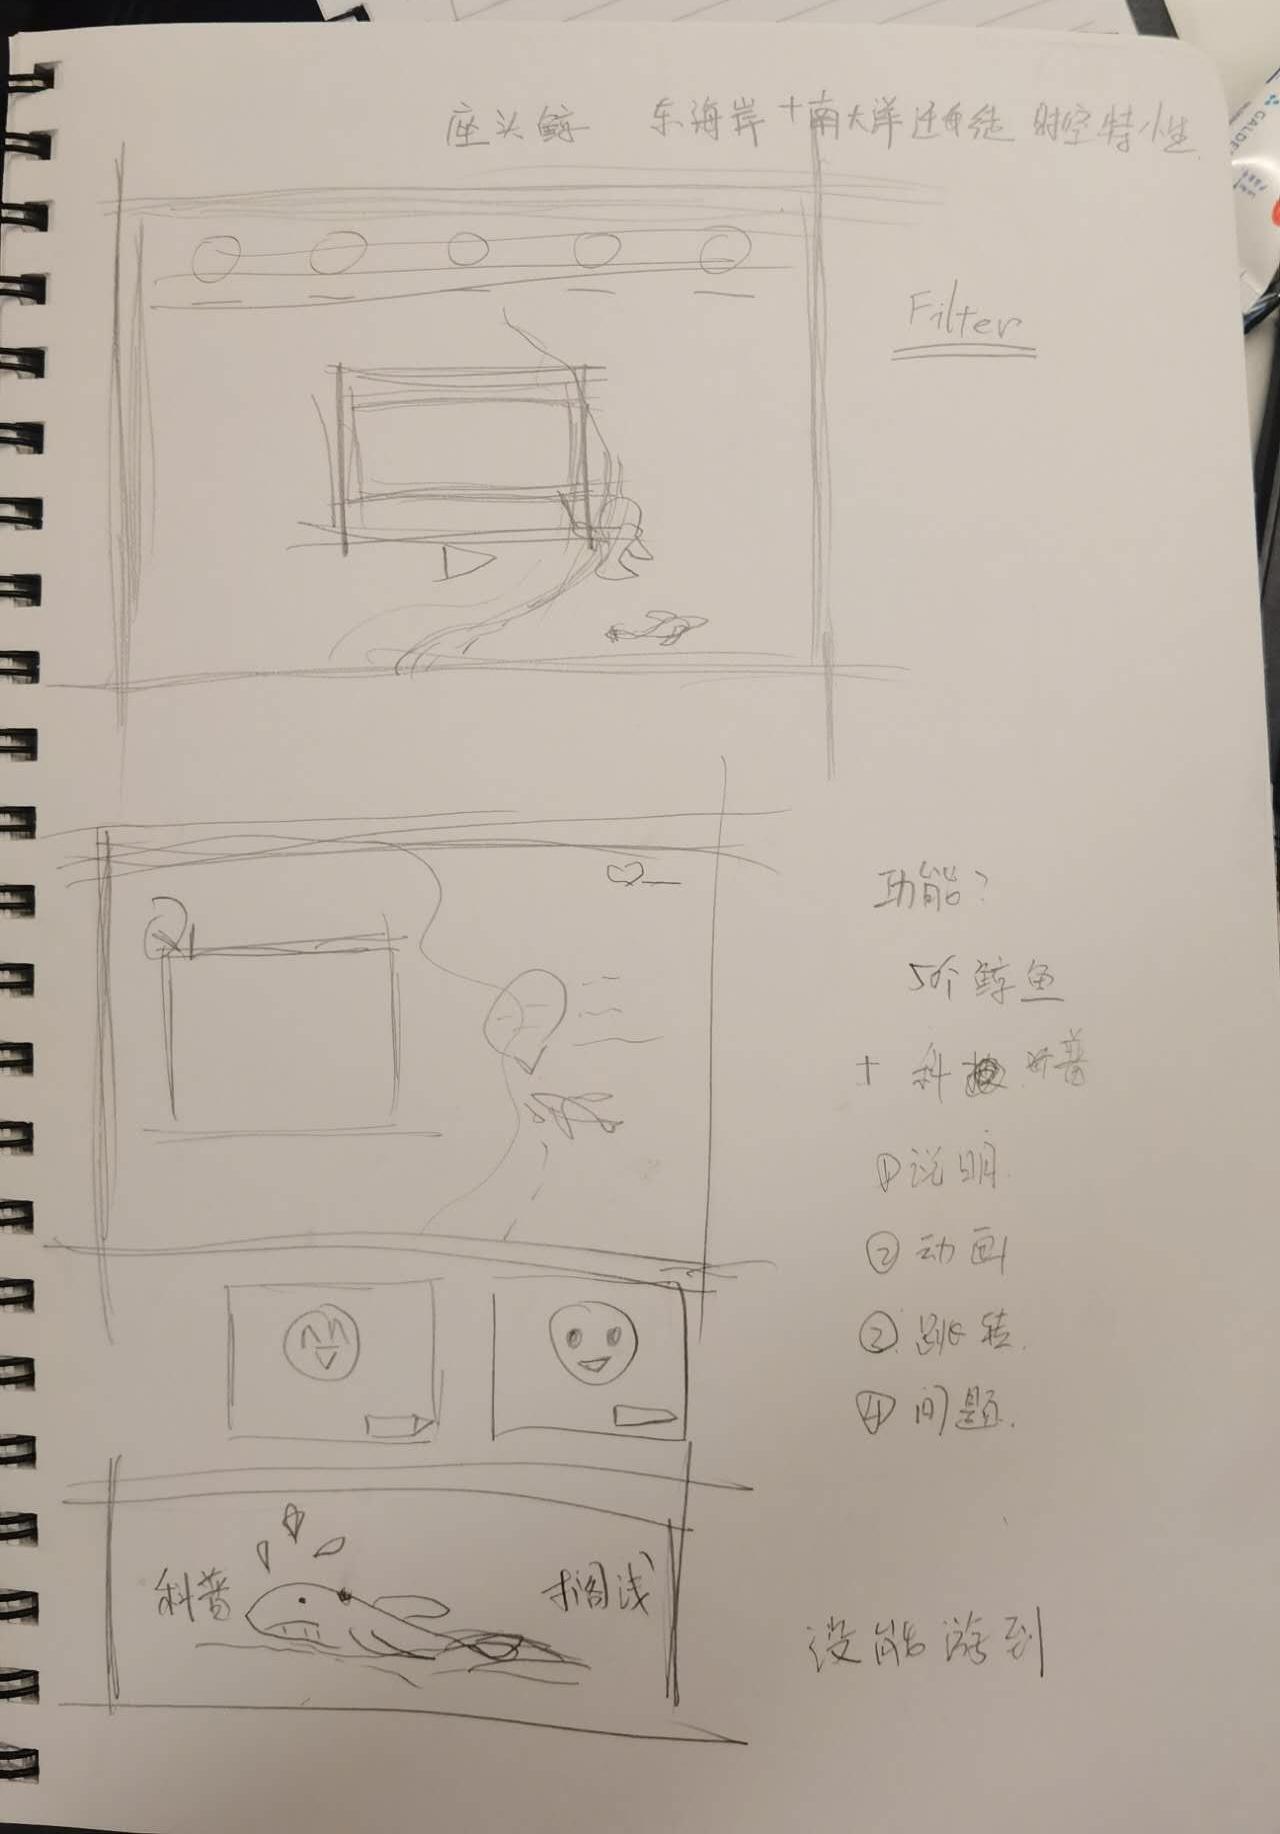 座头鲸 东海岸+南大洋迁徙 时空特性
Filter
功能?
5个鲸鱼
+ 科 科普
①说明.
②动画
③.跳转.
④问题.
科普
搁浅
没能游到
CALDE